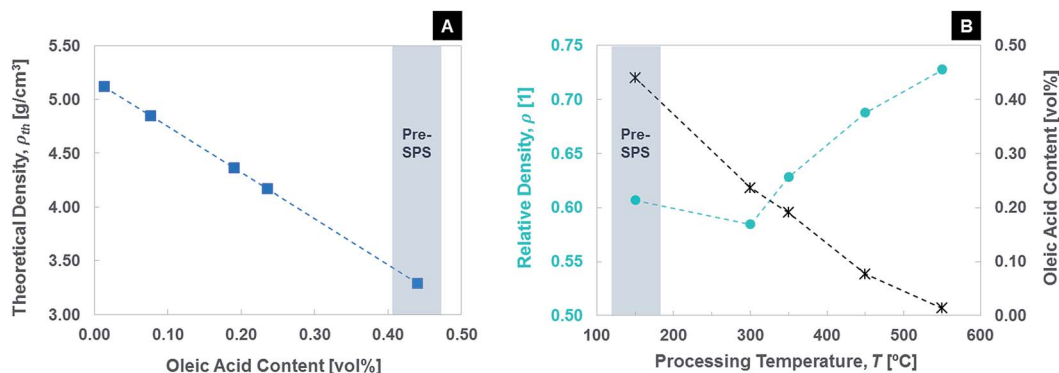 A
5.50
5.00
4.50
4.00
3.50
3.00
Theoretical Density, ρth [g/cm³]
Pre-
SPS
0.00
0.10
0.20
0.30
0.40
0.50
Oleic Acid Content [vol%]
B
0.75
0.70
0.65
0.60
0.55
0.50
Relative Density, ρ [1]
Pre-
SPS
0.50
0.40
0.30
0.20
0.10
0.00
Oleic Acid Content [vol%]
100
200
300
400
500
600
Processing Temperature, T [ºC]